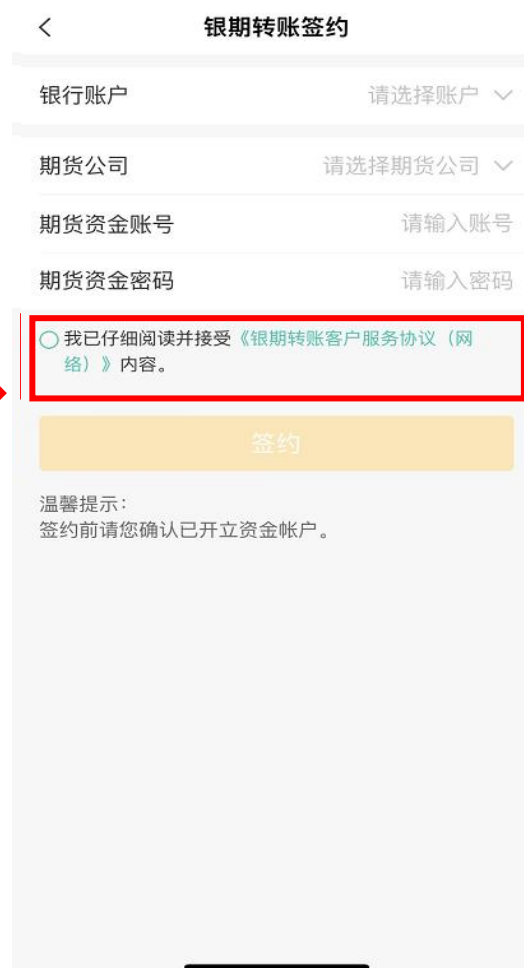 银期转账签约
银行账户 请选择账户
期货公司 请选择期货公司
期货资金账号 请输入账号
期货资金密码 请输入密码
我已仔细阅读并接受《银期转账客户服务协议（网
络）》内容。
签约
温馨提示：
签约前请您确认已开立资金帐户。